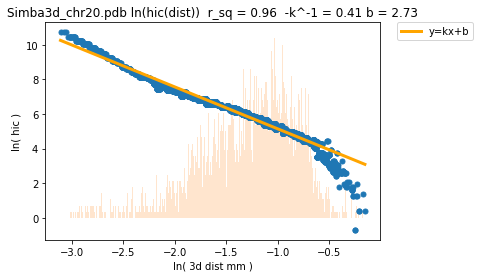 Simba3d_chr20.pdb ln(hic(dist))  r_sq = 0.96  -k^-1 = 0.41 b = 2.73
y=kx+b
10
8
6
4
2
0
ln( hic )
−3.0 −2.5 −2.0 −1.5 −1.0 −0.5
ln( 3d dist mm )